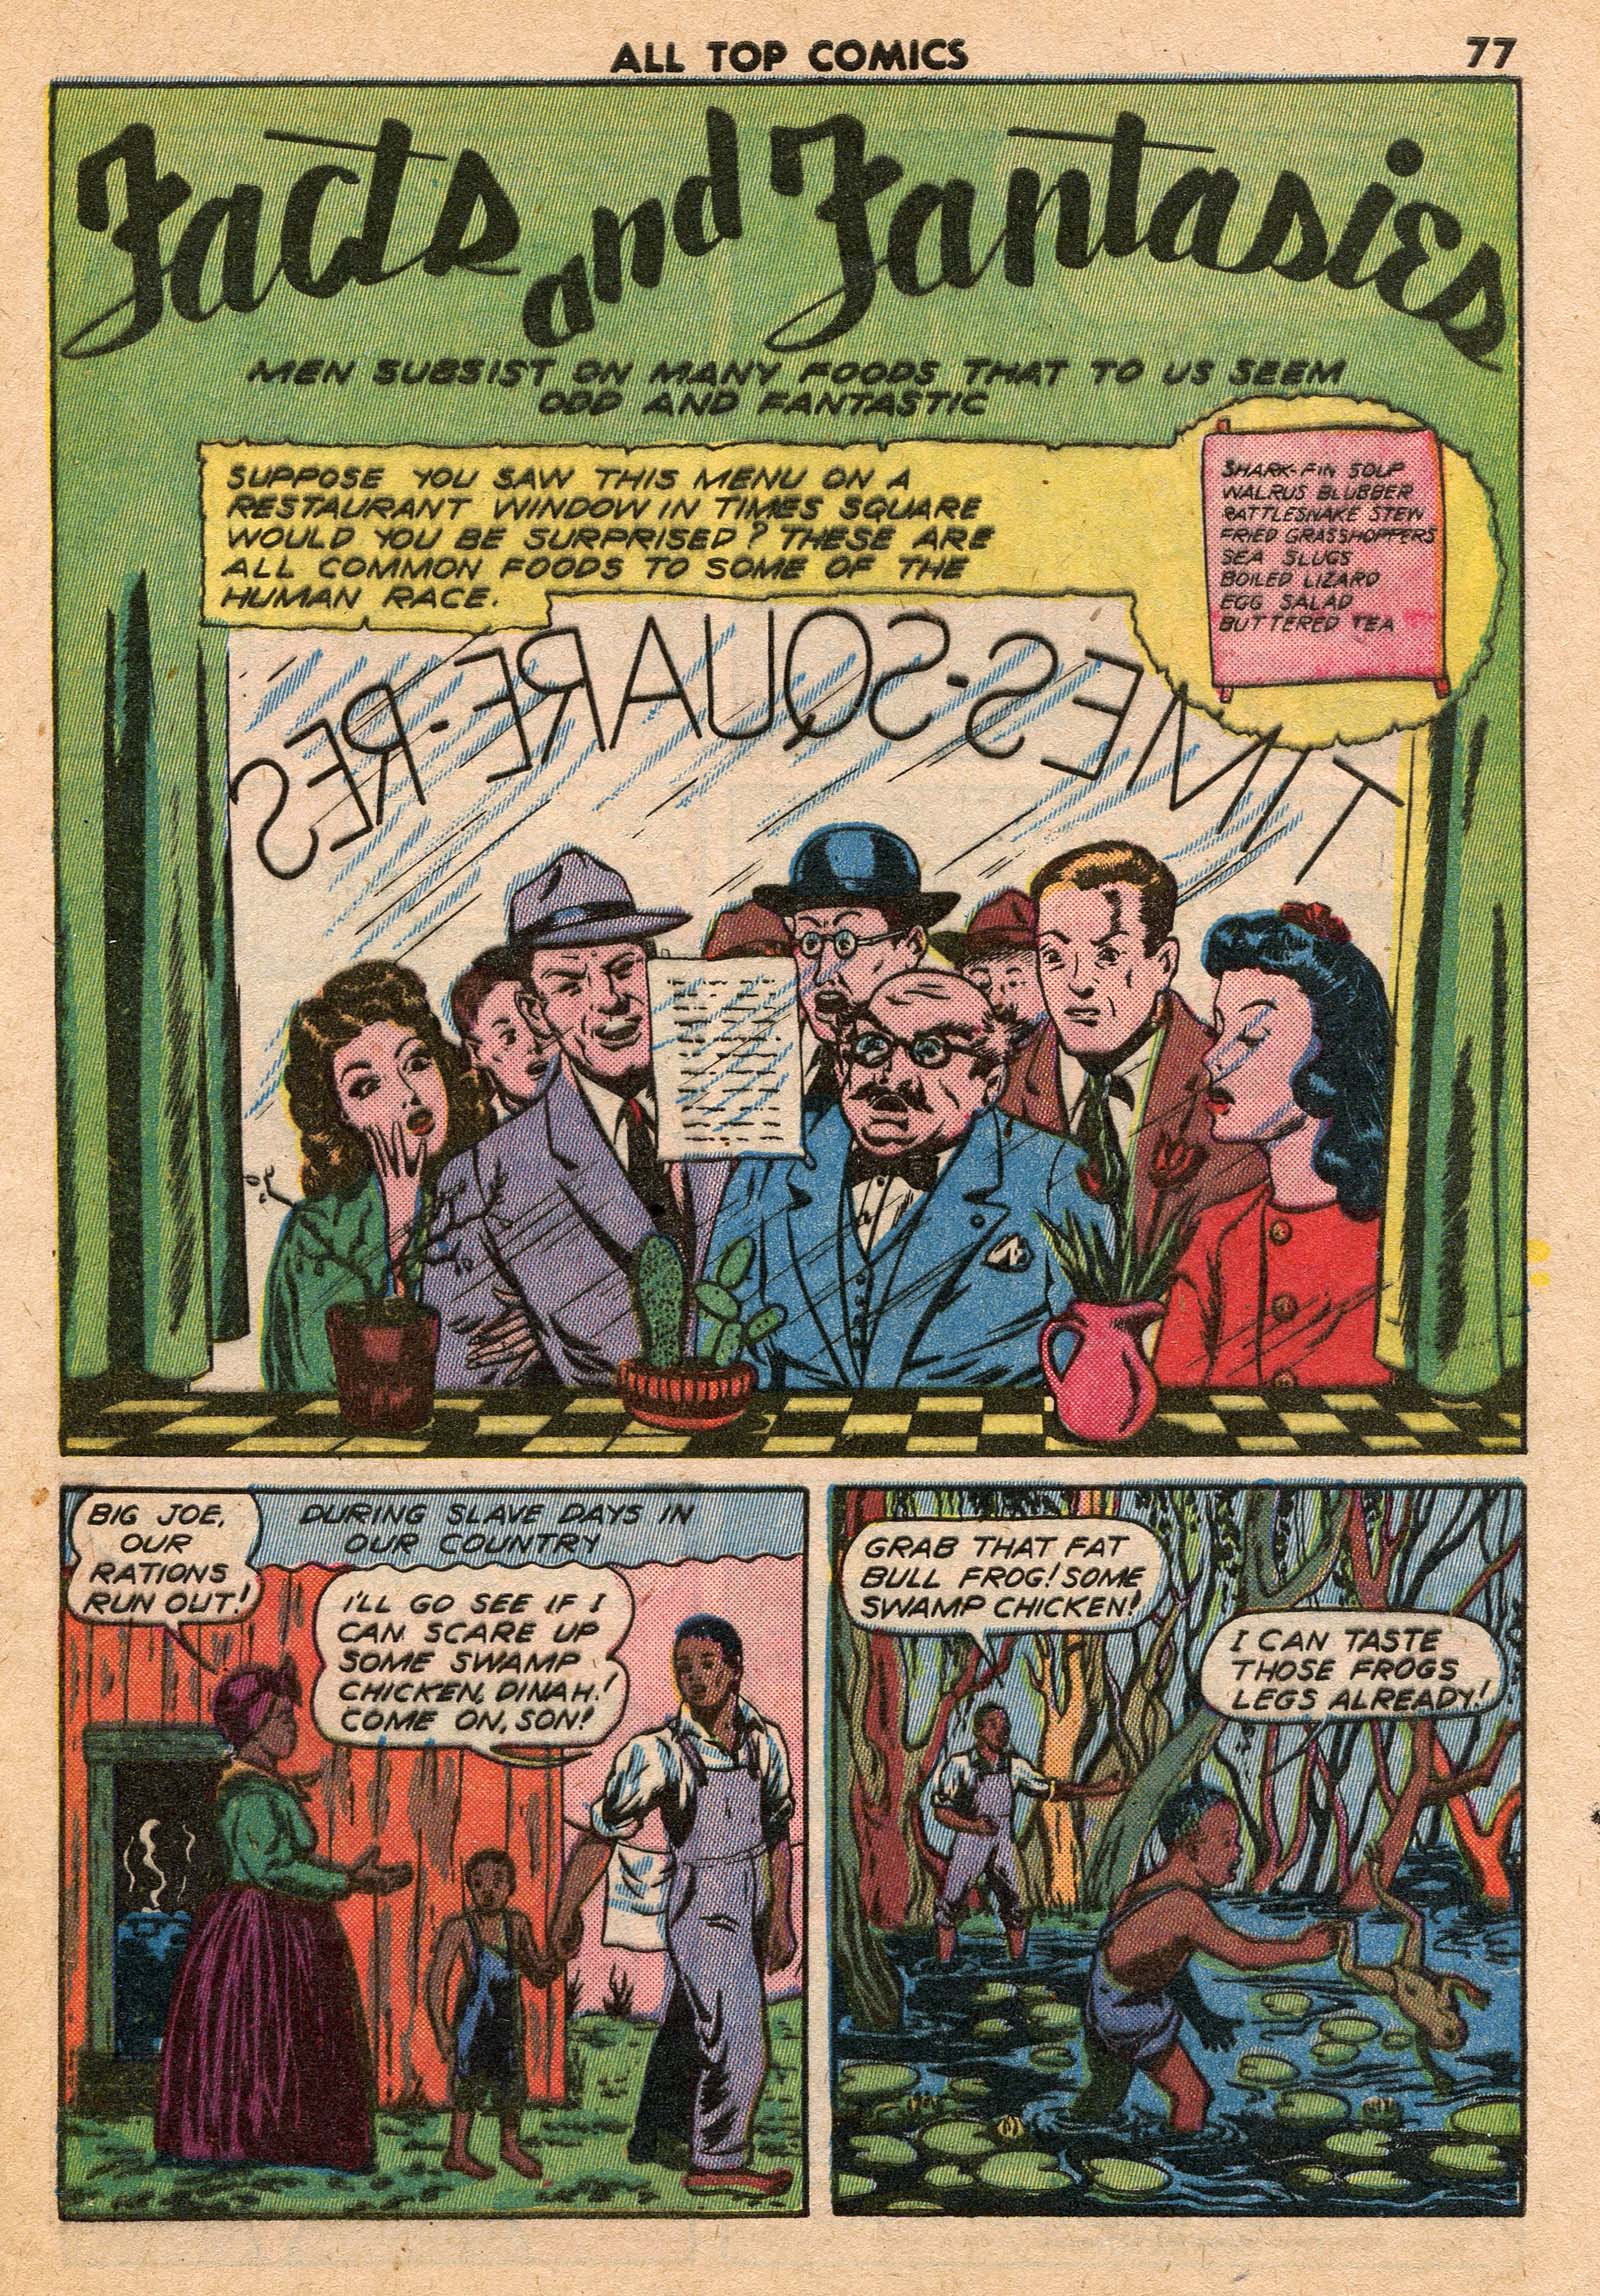 ALL TOP COMICS
77
Facts and Fantasies
MEN SUBSIST ON MANY FOODS THAT TO US SEEM
ODD AND FANTASTIC
SUPPOSE YOU SAW THIS MENU ON A
RESTAURANT WINDOW IN TIMES SQUARE
WOULD YOU BE SURPRISED? THESE ARE
ALL COMMON FOODS TO SOME OF THE
HUMAN RACE.
SHARK-FIN SOUP
WALRUS BLUBBER
RATTLESNAKE STEW
FRIED GRASSHOPPERS
SEA SLUGS
BOILED LIZARD
EGG SALAD
BUTTERED TEA
TIMES-SQUARE-RES
BIG JOE,
OUR
RATIONS
RUN OUT!
DURING SLAVE DAYS IN
OUR COUNTRY
I'LL GO SEE IF I
CAN SCARE UP
SOME SWAMP
CHICKEN, DINAH!
COME ON, SON!
GRAB THAT FAT
BULL FROG! SOME
SWAMP CHICKEN!
I CAN TASTE
THOSE FROGS
LEGS ALREADY!